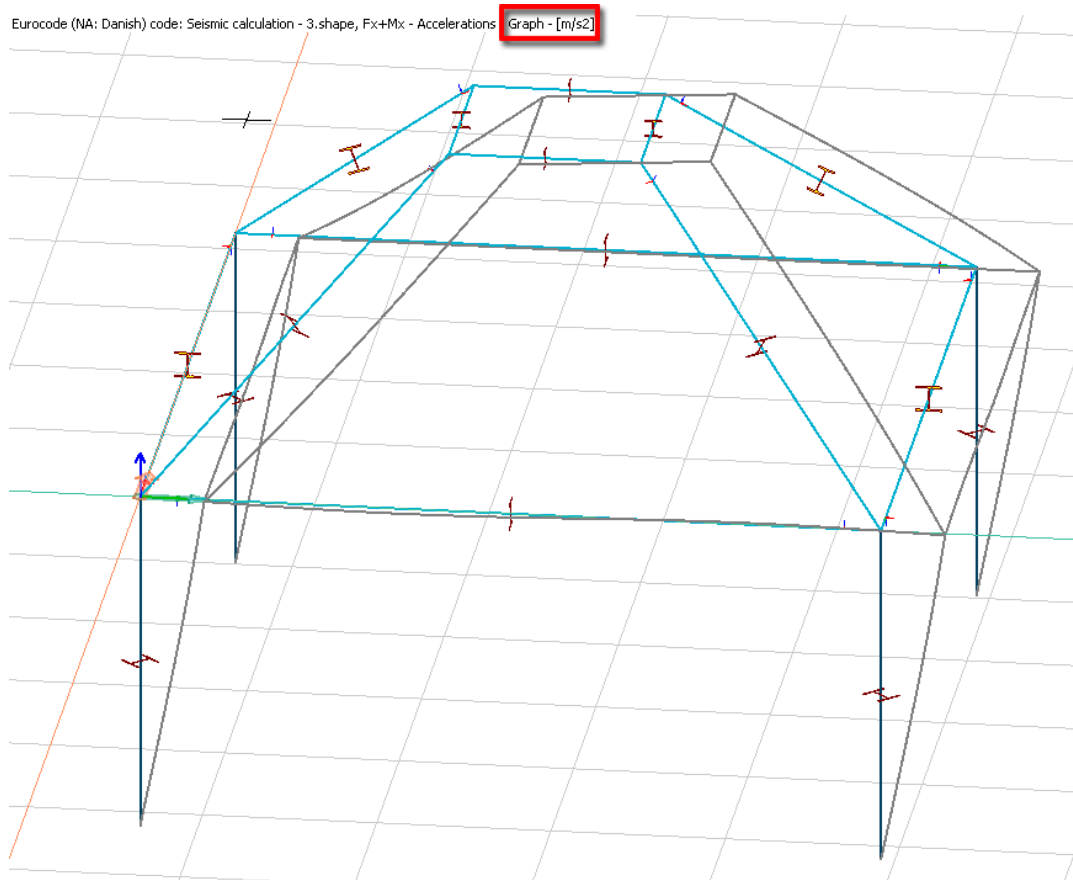 Eurocode (NA: Danish) code: Seismic calculation - 3.shape, Fx+Mx - Accelerations Graph - [m/s2]